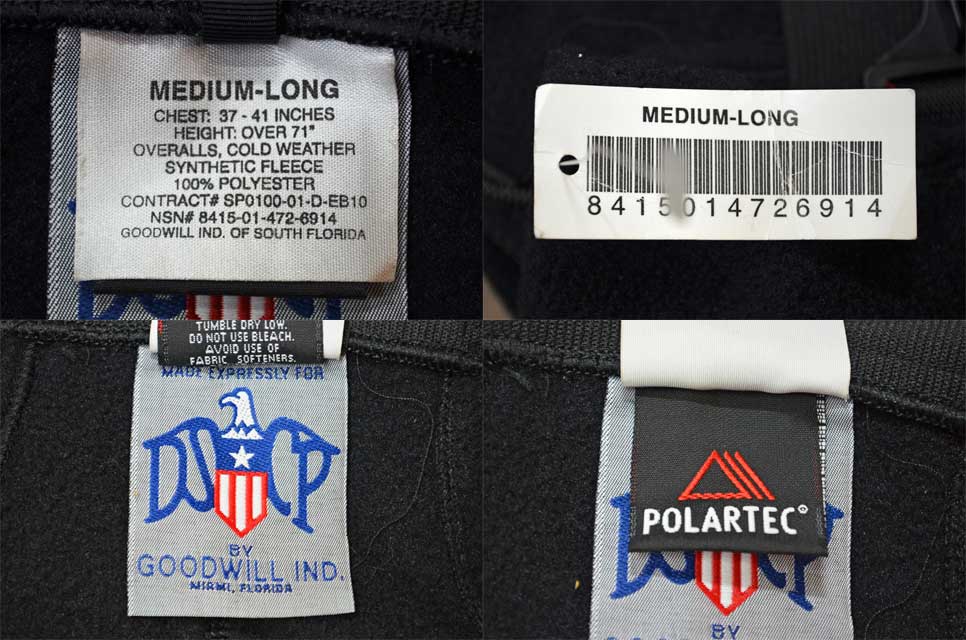 MEDIUM-LONG
CHEST: 37 - 41 INCHES
HEIGHT: OVER 71"
OVERALLS, COLD WEATHER
SYNTHETIC FLEECE
100% POLYESTER
CONTRACT# SP0100-01-D-EB10
NSN# 8415-01-472-6914
GOODWILL IND. OF SOUTH FLORIDA
MEDIUM-LONG
8415014726914
TUMBLE DRY LOW.
DO NOT USE BLEACH.
AVOID USE OF
FABRIC SOFTENERS.
MADE EXPRESSLY FOR
DSCP
BY
GOODWILL IND.
MIAMI, FLORIDA
POLARTEC®
BY